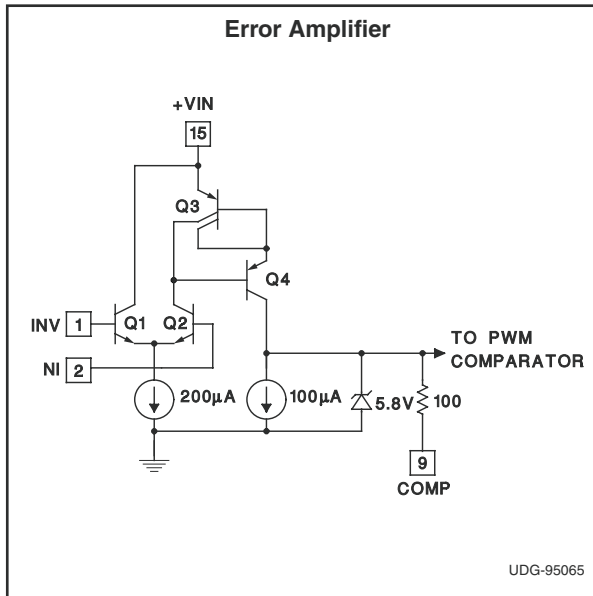 Error Amplifier
+VIN
15
Q3
Q4
INV 1 Q1 Q2
NI 2
TO PWM
COMPARATOR
200µA 100µA 5.8V 100
9
COMP
UDG-95065